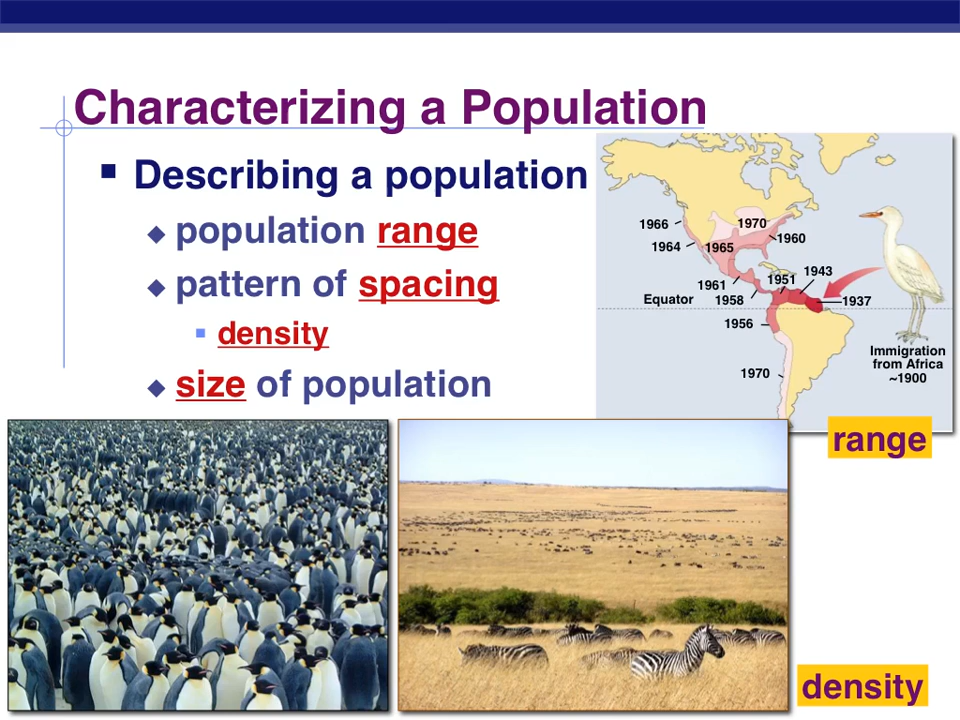 Characterizing a Population
Describing a population
population range
pattern of spacing
density
size of population
1966
1970
1960
1964
1965
1943
1951
1961
Equator
1958
1937
1956
Immigration
from Africa
~1900
1970
range
density